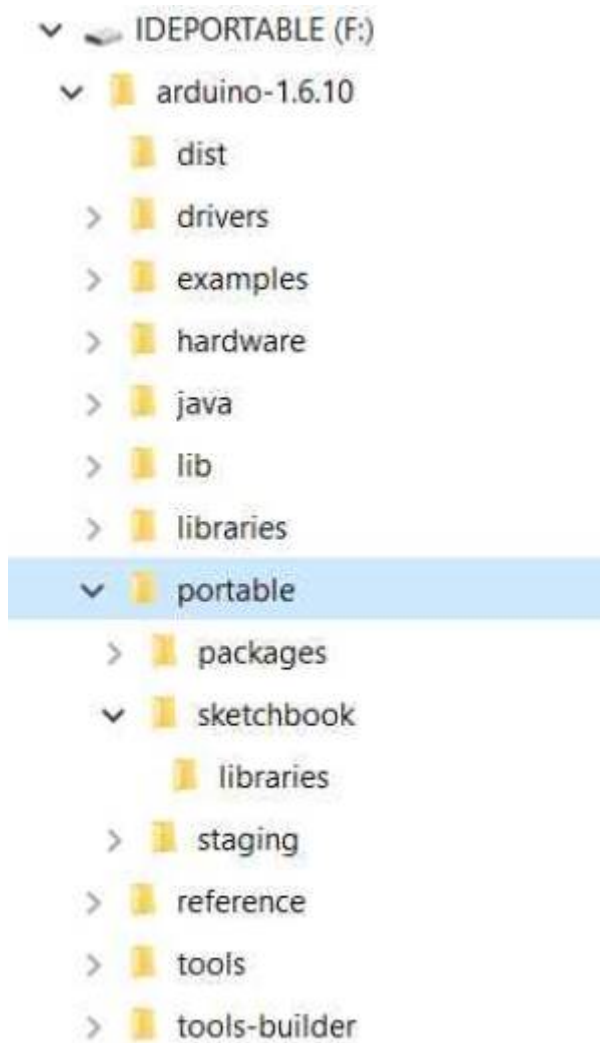 IDEPORTABLE (F:)
arduino-1.6.10
dist
drivers
examples
hardware
java
lib
libraries
portable
packages
sketchbook
libraries
staging
reference
tools
tools-builder